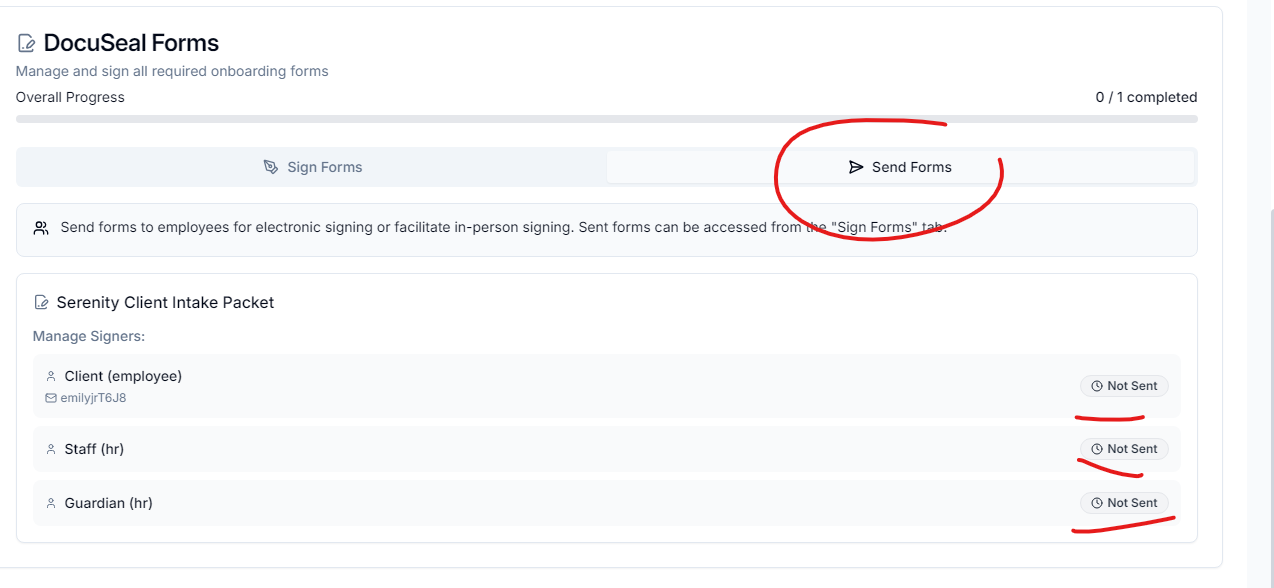 DocuSeal Forms
Manage and sign all required onboarding forms
Overall Progress
0 / 1 completed
Sign Forms
Send Forms
Send forms to employees for electronic signing or facilitate in-person signing. Sent forms can be accessed from the "Sign Forms" tab.
Serenity Client Intake Packet
Manage Signers:
Client (employee)
emilyjrT6J8
Not Sent
Staff (hr)
Not Sent
Guardian (hr)
Not Sent